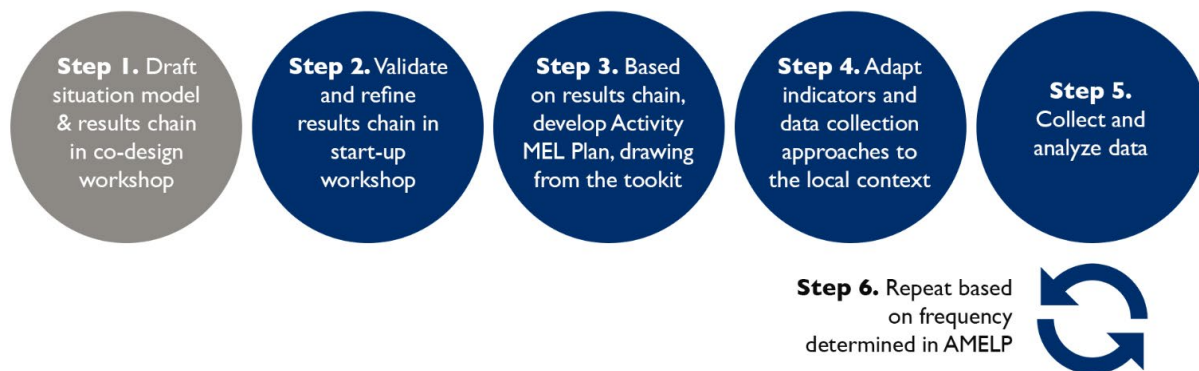 Step 1. Draft
situation model
& results chain
in co-design
workshop
Step 2. Validate
and refine
results chain in
start-up
workshop
Step 3. Based
on results chain,
develop Activity
MEL Plan, drawing
from the tookit
Step 4. Adapt
indicators and
data collection
approaches to
the local context
Step 5.
Collect and
analyze data
Step 6. Repeat based
on frequency
determined in AMELP